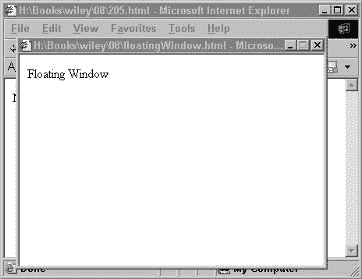 H:\Books\wiley\08\205.html - Microsoft Internet Explorer
File Edit View Favorites Tools Help
H:\Books\wiley\08\floatingWindow.html - Microso...
Floating Window
Done
My Computer